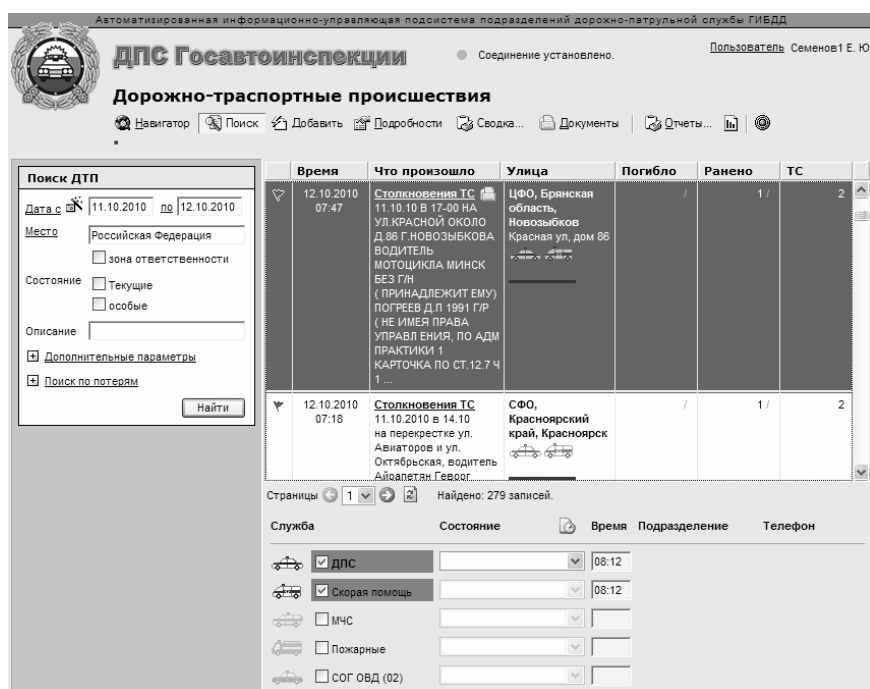 Автоматизированная информационно-управляющая подсистема подразделений дорожно-патрульной службы ГИБДД
ДПС Госавтоинспекции
Соединение установлено.
Пользователь Семенов1 Е. Ю
Дорожно-траспортные происшествия
Навигатор Поиск Добавить Подробности Сводка... Документы Отчеты...
Поиск ДТП
Дата с 11.10.2010 по 12.10.2010
Место Российская Федерация
зона ответственности
Состояние Текущие
особые
Описание
Дополнительные параметры
Поиск по потерям
Найти
Время Что произошло Улица Погибло Ранено ТС
12.10.2010
07:47
Столкновения ТС
11.10.10 В 17-00 НА
УЛ.КРАСНОЙ ОКОЛО
Д.86 Г.НОВОЗЫБКОВА
ВОДИТЕЛЬ
МОТОЦИКЛА МИНСК
БЕЗ Г/Н
( ПРИНАДЛЕЖИТ ЕМУ)
ПОГРЕЕВ Д.П 1991 Г/Р
( НЕ ИМЕЯ ПРАВА
УПРАВЛ ЕНИЯ, ПО АДМ
ПРАКТИКИ 1
КАРТОЧКА ПО СТ.12.7 Ч
1 ...
ЦФО, Брянская
область,
Новозыбков
Красная ул, дом 86
/ 1 / 2
12.10.2010
07:18
Столкновения ТС
11.10.2010 в 14.10
на перекрестке ул.
Авиаторов и ул.
Октябрьская, водитель
Айрапетян Геворг
СФО,
Красноярский
край, Красноярск
/ 1 / 2
Страницы 1 Найдено: 279 записей.
Служба Состояние Время Подразделение Телефон
ДПС 08:12
Скорая помощь 08:12
МЧС
Пожарные
СОГ ОВД (02)